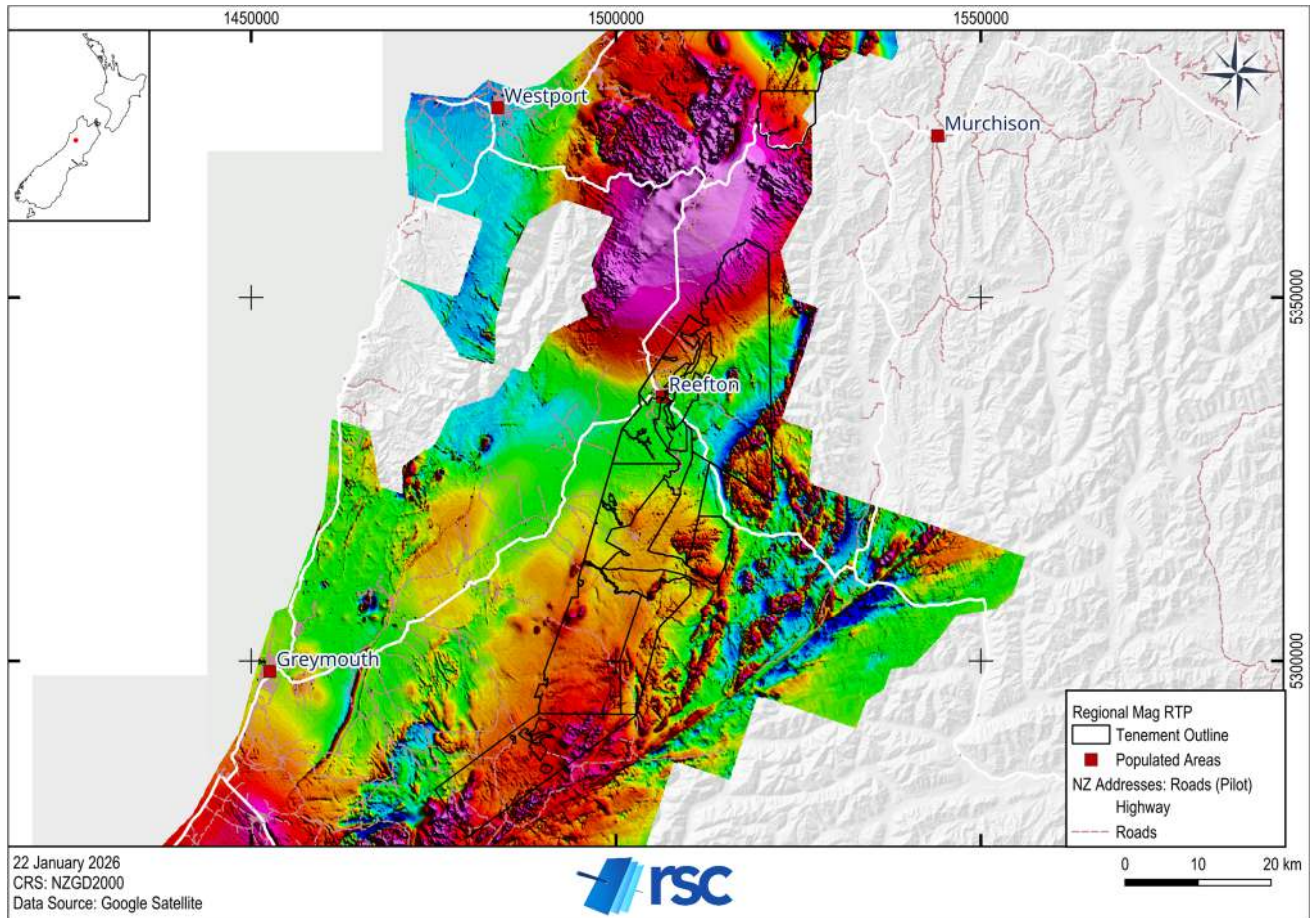 1450000
1500000
1550000
Westport
Murchison
5350000
Reefton
5300000
Greymouth
Regional Mag RTP
Tenement Outline
Populated Areas
NZ Addresses: Roads (Pilot)
Highway
Roads
22 January 2026
CRS: NZGD2000
Data Source: Google Satellite
rsc
0 10 20 km